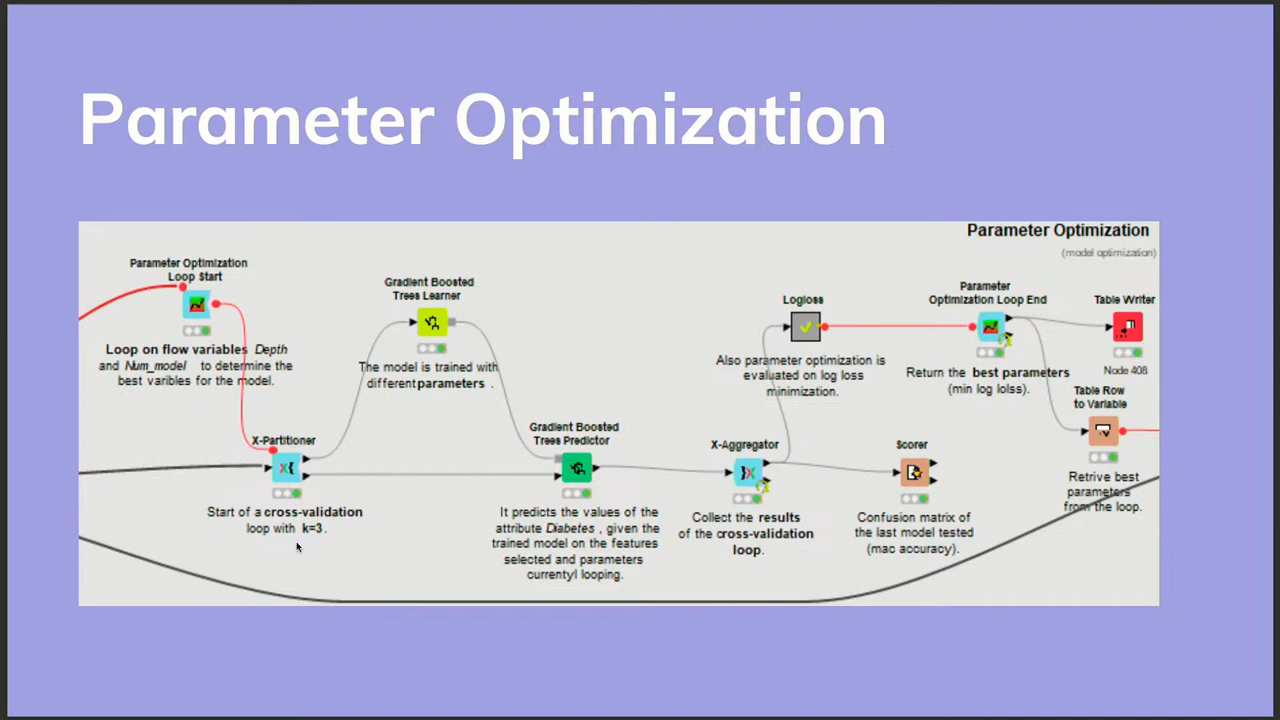 Parameter Optimization
Parameter Optimization
(model optimization)
Parameter Optimization
Loop Start
Loop on flow variables Depth
and Num_model to determine the
best varibles for the model.
X-Partitioner
Start of a cross-validation
loop with k=3.
Gradient Boosted
Trees Learner
The model is trained with
different parameters .
Gradient Boosted
Trees Predictor
It predicts the values of the
attribute Diabetes , given the
trained model on the features
selected and parameters
currentyl looping.
X-Aggregator
Collect the results
of the cross-validation
loop.
Logloss
Also parameter optimization is
evaluated on log loss
minimization.
Scorer
Confusion matrix of
the last model tested
(mac accuracy).
Parameter
Optimization Loop End
Return the best parameters
(min log lolss).
Table Writer
Node 408
Table Row
to Variable
Retrive best
parameters
from the loop.